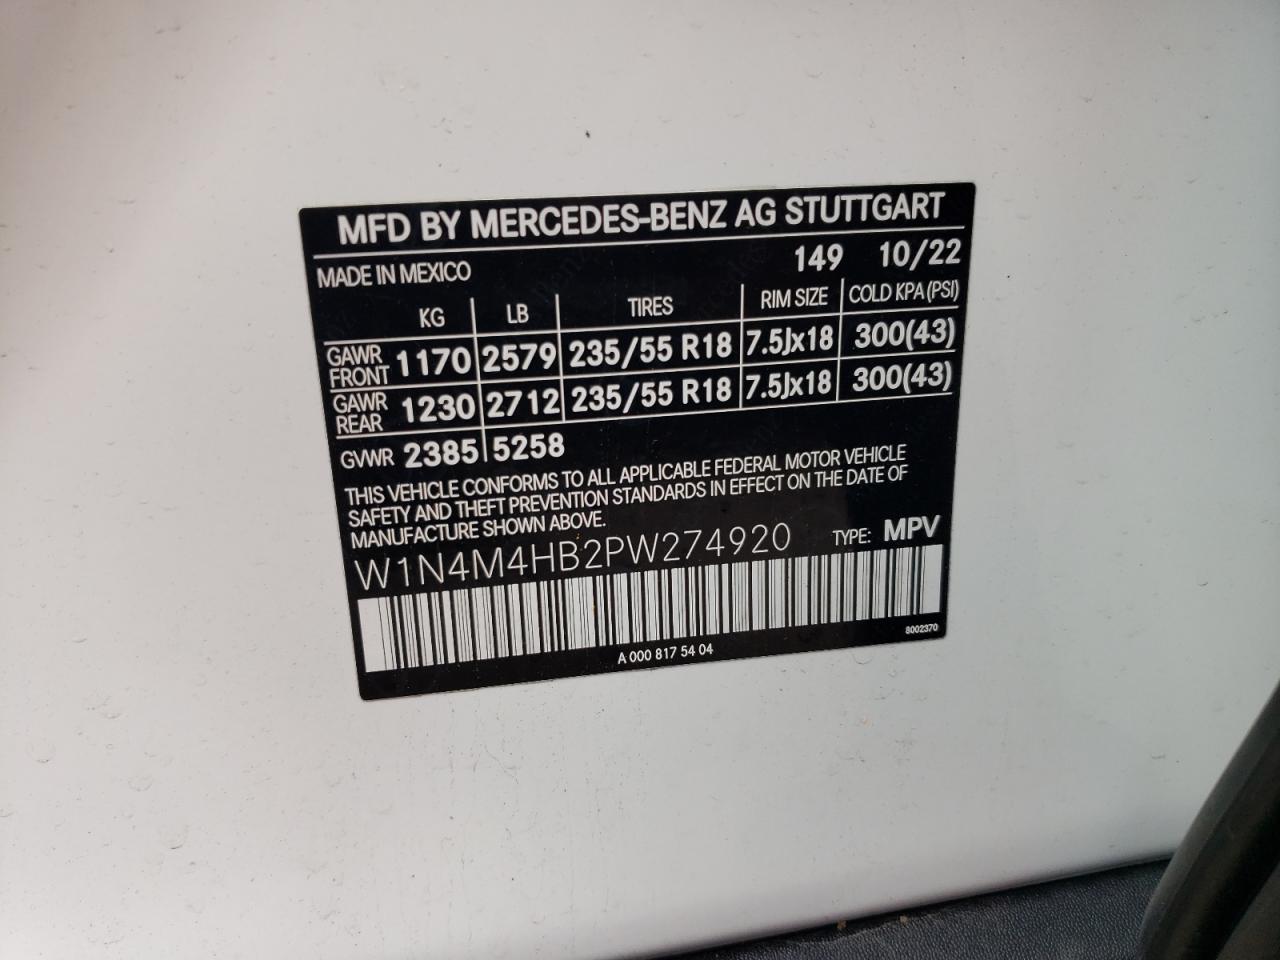 MFD BY MERCEDES-BENZ AG STUTTGART
MADE IN MEXICO 149 10/22
KG LB TIRES RIM SIZE COLD KPA (PSI)
GAWR FRONT 1170 2579 235/55 R18 7.5Jx18 300(43)
GAWR REAR 1230 2712 235/55 R18 7.5Jx18 300(43)
GVWR 2385 5258
THIS VEHICLE CONFORMS TO ALL APPLICABLE FEDERAL MOTOR VEHICLE
SAFETY AND THEFT PREVENTION STANDARDS IN EFFECT ON THE DATE OF
MANUFACTURE SHOWN ABOVE.
W1N4M4HB2PW274920 TYPE: MPV
8002370
A 000 817 54 04